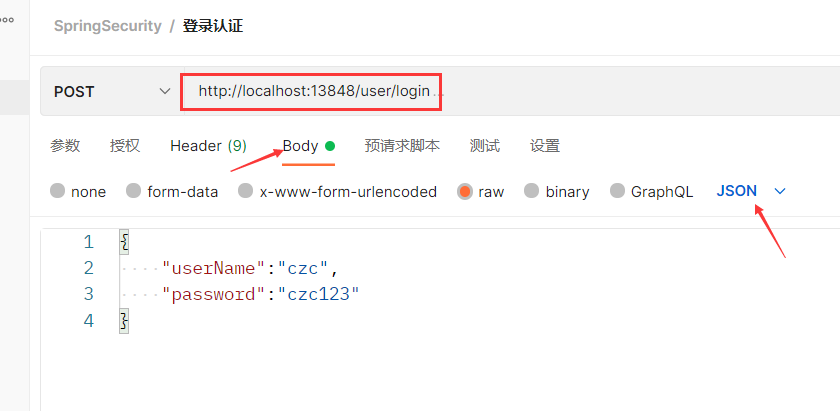 SpringSecurity / 登录认证
POST http://localhost:13848/user/login
参数 授权 Header (9) Body 预请求脚本 测试 设置
none form-data x-www-form-urlencoded raw binary GraphQL JSON
1 {
2 "userName":"czc",
3 "password":"czc123"
4 }